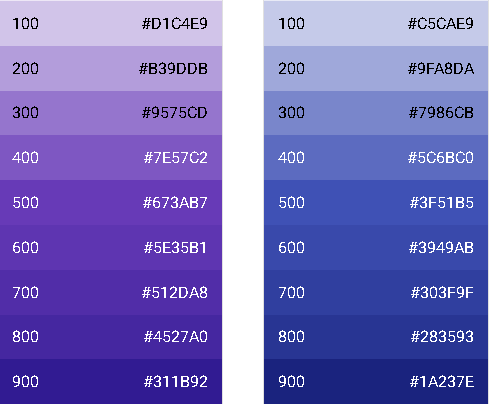 100 #D1C4E9
200 #B39DDB
300 #9575CD
400 #7E57C2
500 #673AB7
600 #5E35B1
700 #512DA8
800 #4527A0
900 #311B92
100 #C5CAE9
200 #9FA8DA
300 #7986CB
400 #5C6BC0
500 #3F51B5
600 #3949AB
700 #303F9F
800 #283593
900 #1A237E